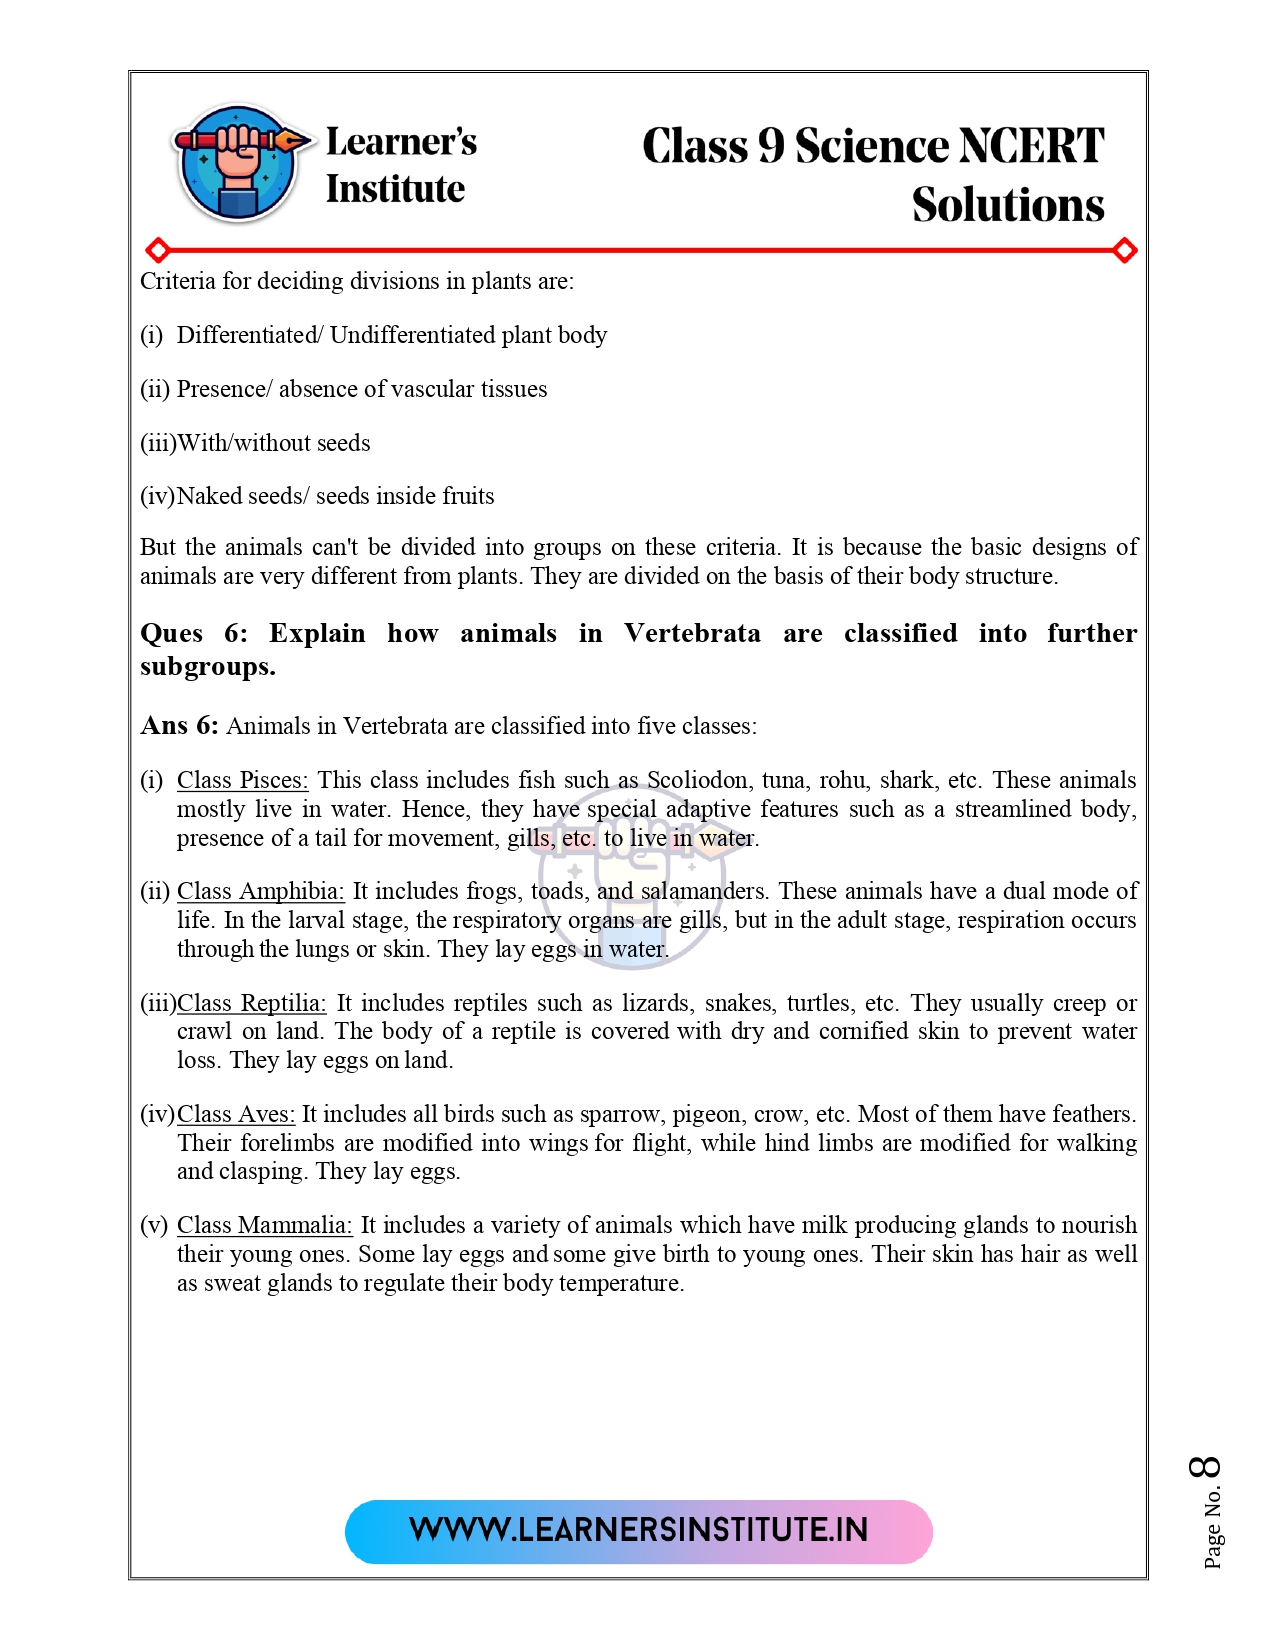 Learner's
Institute
Class 9 Science NCERT
Solutions
Criteria for deciding divisions in plants are:
(i) Differentiated/ Undifferentiated plant body
(ii) Presence/ absence of vascular tissues
(iii)With/without seeds
(iv)Naked seeds/ seeds inside fruits
But the animals can't be divided into groups on these criteria. It is because the basic designs of
animals are very different from plants. They are divided on the basis of their body structure.
Ques 6: Explain how animals in Vertebrata are classified into further
subgroups.
Ans 6: Animals in Vertebrata are classified into five classes:
(i) Class Pisces: This class includes fish such as Scoliodon, tuna, rohu, shark, etc. These animals
mostly live in water. Hence, they have special adaptive features such as a streamlined body,
presence of a tail for movement, gills, etc. to live in water.
(ii) Class Amphibia: It includes frogs, toads, and salamanders. These animals have a dual mode of
life. In the larval stage, the respiratory organs are gills, but in the adult stage, respiration occurs
through the lungs or skin. They lay eggs in water.
(iii)Class Reptilia: It includes reptiles such as lizards, snakes, turtles, etc. They usually creep or
crawl on land. The body of a reptile is covered with dry and cornified skin to prevent water
loss. They lay eggs on land.
(iv)Class Aves: It includes all birds such as sparrow, pigeon, crow, etc. Most of them have feathers.
Their forelimbs are modified into wings for flight, while hind limbs are modified for walking
and clasping. They lay eggs.
(v) Class Mammalia: It includes a variety of animals which have milk producing glands to nourish
their young ones. Some lay eggs and some give birth to young ones. Their skin has hair as well
as sweat glands to regulate their body temperature.
Page No. 8
WWW.LEARNERSINSTITUTE.IN